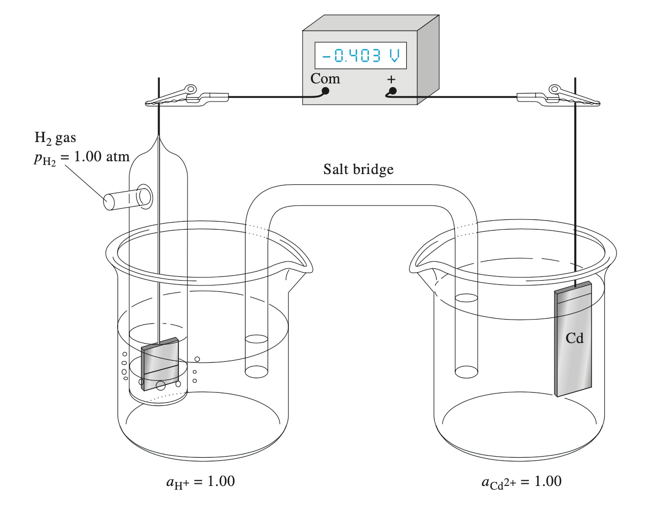 −0.403 V
Com +
H₂ gas
pH₂ = 1.00 atm
Salt bridge
Cd
aH⁺ = 1.00
aCd²⁺ = 1.00